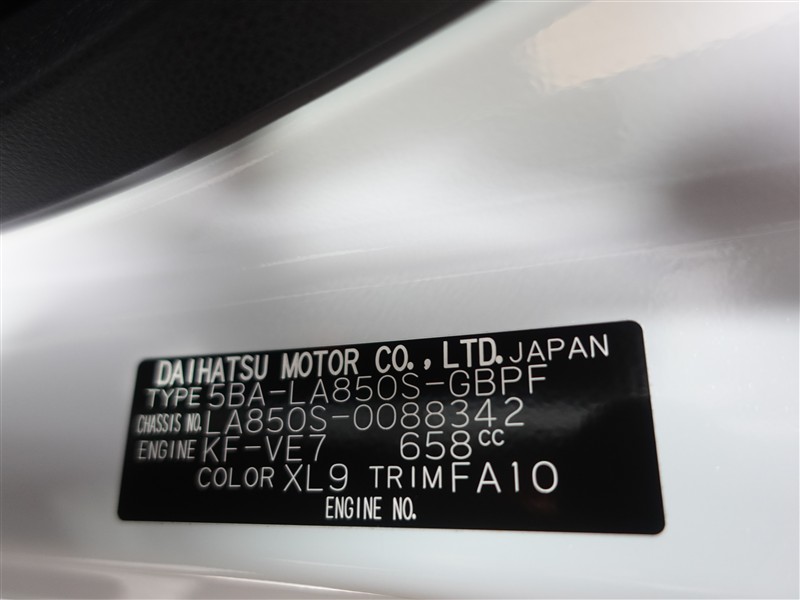 DAIHATSU MOTOR CO., LTD. JAPAN
TYPE 5BA-LA850S-GBPF
CHASSIS NO. LA850S-0088342
ENGINE KF-VE7 658cc
COLOR XL9 TRIM FA10
ENGINE NO.